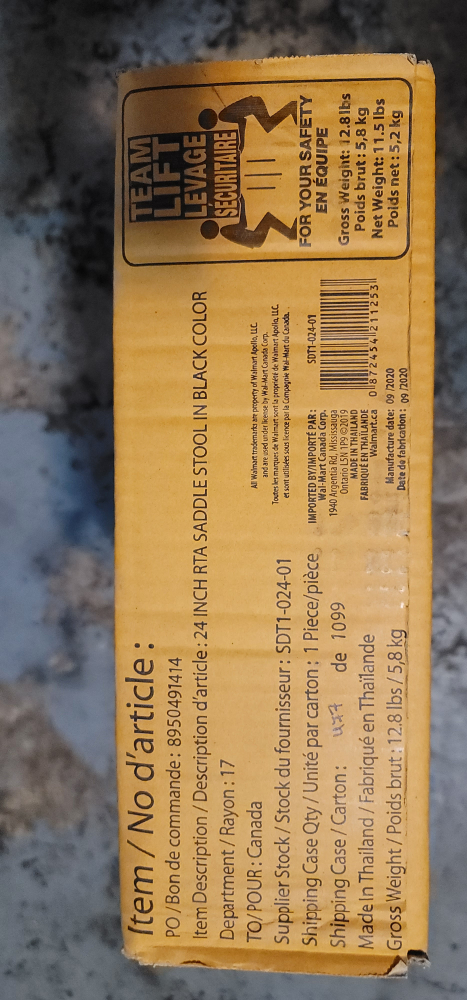 Item / No d'article :
PO / Bon de commande : 8950491414
Item Description / Description d'article : 24 INCH RTA SADDLE STOOL IN BLACK COLOR
Department / Rayon : 17
TO/POUR : Canada
Supplier Stock / Stock du fournisseur : SDT1-024-01
Shipping Case Qty / Unité par carton : 1 Piece/pièce
Shipping Case / Carton : de 1099
Made In Thailand / Fabriqué en Thaïlande
Gross Weight / Poids brut : 12.8 lbs / 5,8 kg
All Walmart trademarks are property of Walmart Apollo, LLC.
and are used under license by Wal-Mart Canada Corp.
Toutes les marques de Walmart sont la propriété de Walmart Apollo, LLC.
et sont utilisées sous licence par la Compagnie Wal-Mart du Canada.
IMPORTED BY/IMPORTÉ PAR :
Wal-Mart Canada Corp.
1940 Argentia Rd, Mississauga
Ontario L5N 1P9 ©2019
MADE IN THAILAND
FABRIQUÉ EN THAÏLANDE
Walmart.ca
Manufacture date: 09 /2020
Date de fabrication : 09 /2020
SDT1-024-01
0 872454 211253
TEAM
LIFT
LEVAGE
SÉCURITAIRE
FOR YOUR SAFETY
EN ÉQUIPE
Gross Weight: 12.8 lbs
Poids brut : 5,8 kg
Net Weight: 11.5 lbs
Poids net : 5,2 kg